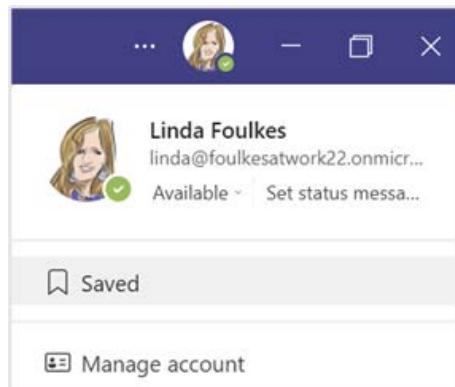 ...
Linda Foulkes
linda@foulkesatwork22.onmicr...
Available Set status messa...
Saved
Manage account